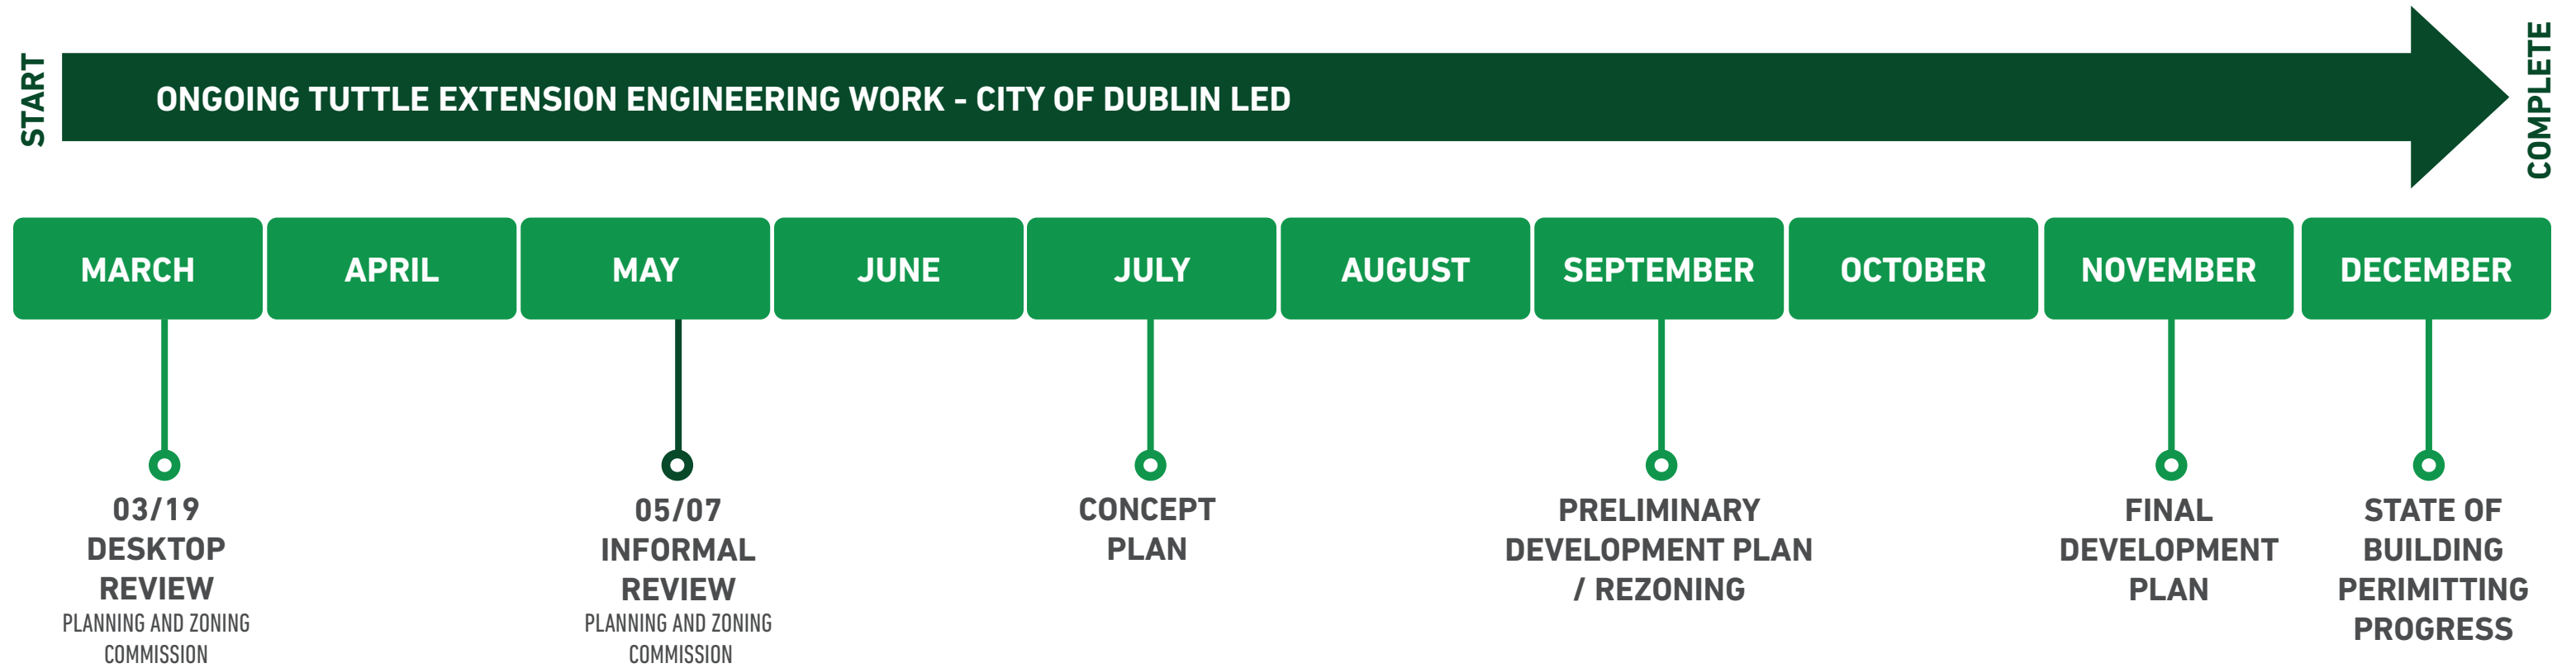 START
ONGOING TUTTLE EXTENSION ENGINEERING WORK - CITY OF DUBLIN LED
COMPLETE
MARCH
APRIL
MAY
JUNE
JULY
AUGUST
SEPTEMBER
OCTOBER
NOVEMBER
DECEMBER
03/19
DESKTOP
REVIEW
PLANNING AND ZONING
COMMISSION
05/07
INFORMAL
REVIEW
PLANNING AND ZONING
COMMISSION
CONCEPT
PLAN
PRELIMINARY
DEVELOPMENT PLAN
/ REZONING
FINAL
DEVELOPMENT
PLAN
STATE OF
BUILDING
PERIMITTING
PROGRESS